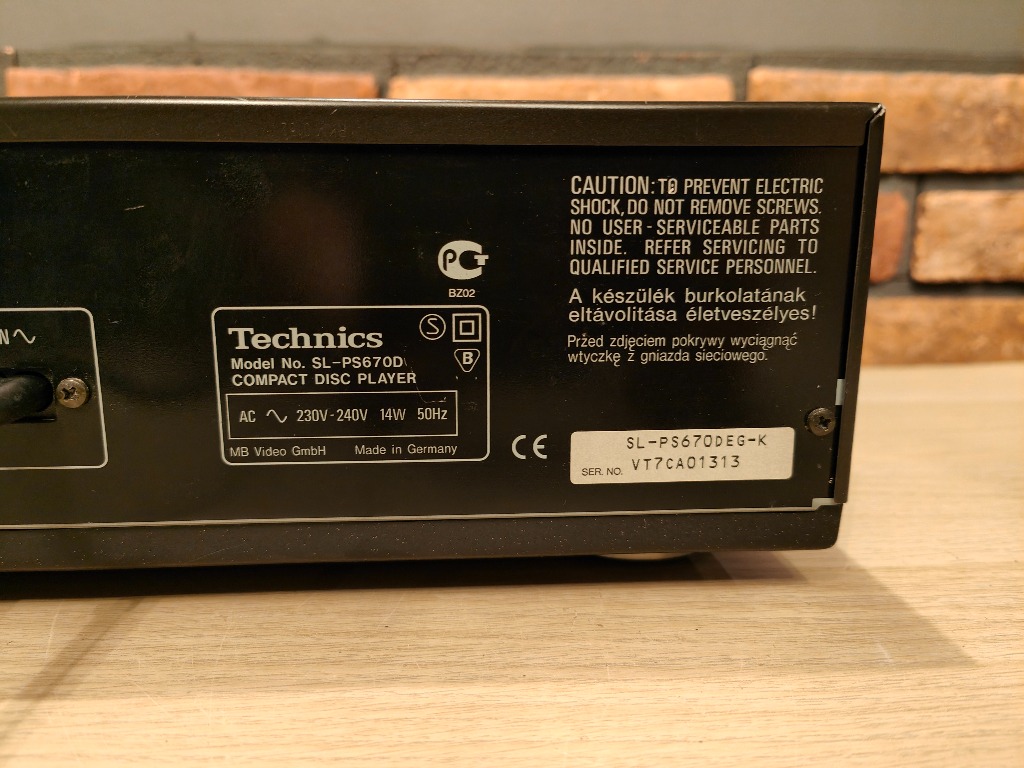 CAUTION: TO PREVENT ELECTRIC
SHOCK, DO NOT REMOVE SCREWS.
NO USER-SERVICEABLE PARTS
INSIDE. REFER SERVICING TO
QUALIFIED SERVICE PERSONNEL.
A készülék burkolatának
eltávolitása életveszélyes!
Przed zdjęciem pokrywy wyciągnąć
wtyczkę z gniazda sieciowego.
BZ02
N
Technics
S
Model No. SL-PS670D
B
COMPACT DISC PLAYER
AC ∿ 230V-240V 14W 50Hz
MB Video GmbH Made in Germany
CE
SL-PS670DEG-K
SER. NO. VT7CA01313